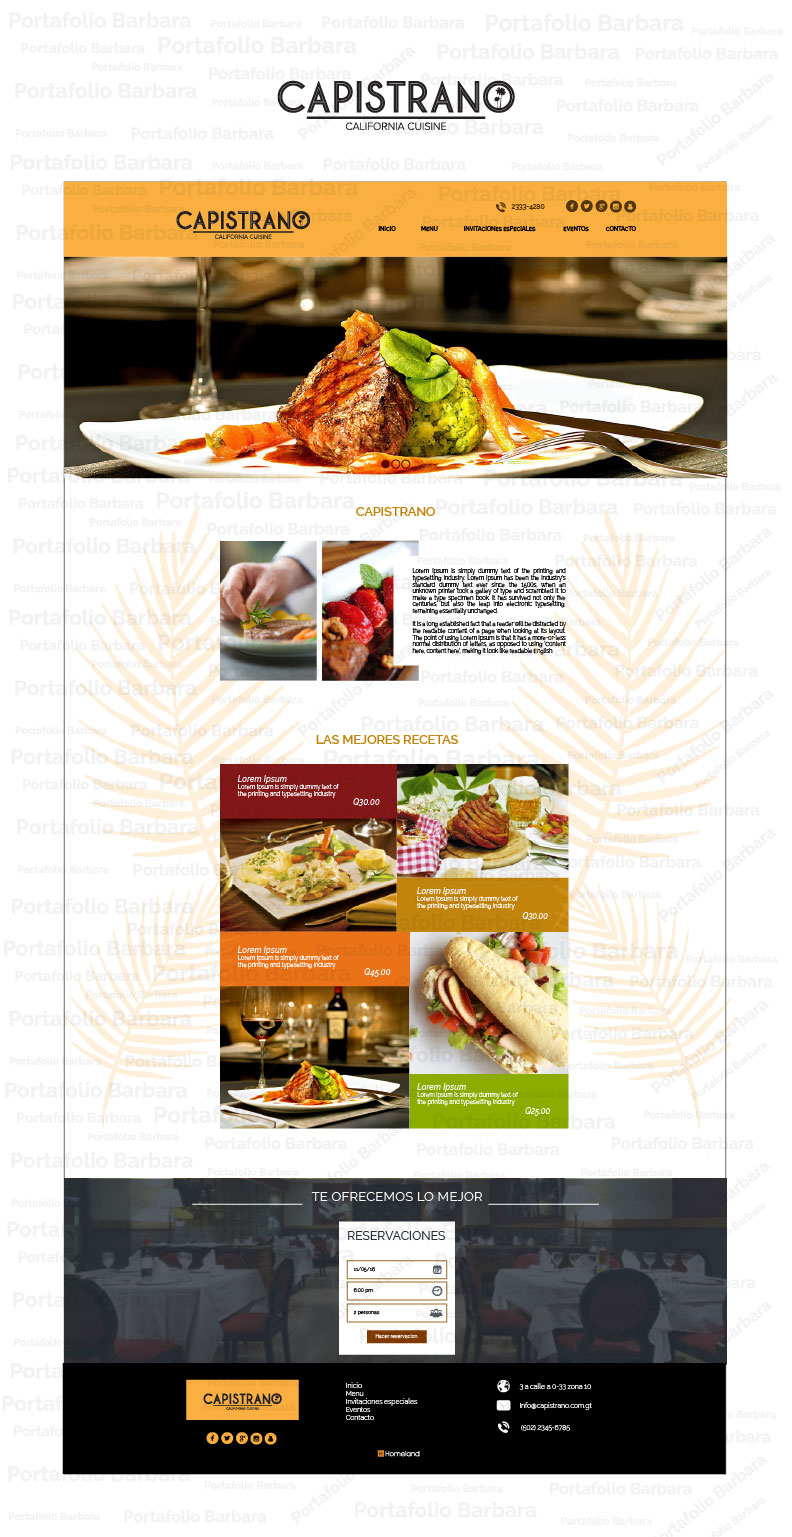 Portafolio Barbara
CAPISTRANO
CALIFORNIA CUISINE
CAPISTRANO
CALIFORNIA CUISINE
2333-4280
INICIO MENU INVITACIONES ESPECIALES EVENTOS CONTACTO
CAPISTRANO
Lorem Ipsum is simply dummy text of the printing and
typesetting industry. Lorem Ipsum has been the industry's
standard dummy text ever since the 1500s, when an
unknown printer took a galley of type and scrambled it to
make a type specimen book. It has survived not only five
centuries, but also the leap into electronic typesetting,
remaining essentially unchanged.
It is a long established fact that a reader will be distracted by
the readable content of a page when looking at its layout.
The point of using Lorem Ipsum is that it has a more-or-less
normal distribution of letters, as opposed to using 'Content
here, content here', making it look like readable English
LAS MEJORES RECETAS
Lorem Ipsum
Lorem Ipsum is simply dummy text of
the printing and typesetting industry
Q30.00
Lorem Ipsum
Lorem Ipsum is simply dummy text of
the printing and typesetting industry
Q30.00
Lorem Ipsum
Lorem Ipsum is simply dummy text of
the printing and typesetting industry
Q45.00
Lorem Ipsum
Lorem Ipsum is simply dummy text of
the printing and typesetting industry
Q25.00
TE OFRECEMOS LO MEJOR
RESERVACIONES
11/05/16
6:00 pm
2 personas
Hacer reservacion
CAPISTRANO
CALIFORNIA CUISINE
Inicio
Menu
Invitaciones especiales
Eventos
Contacto
3 a calle a 0-33 zona 10
info@capistrano.com.gt
(502) 2345-6785
Homeland